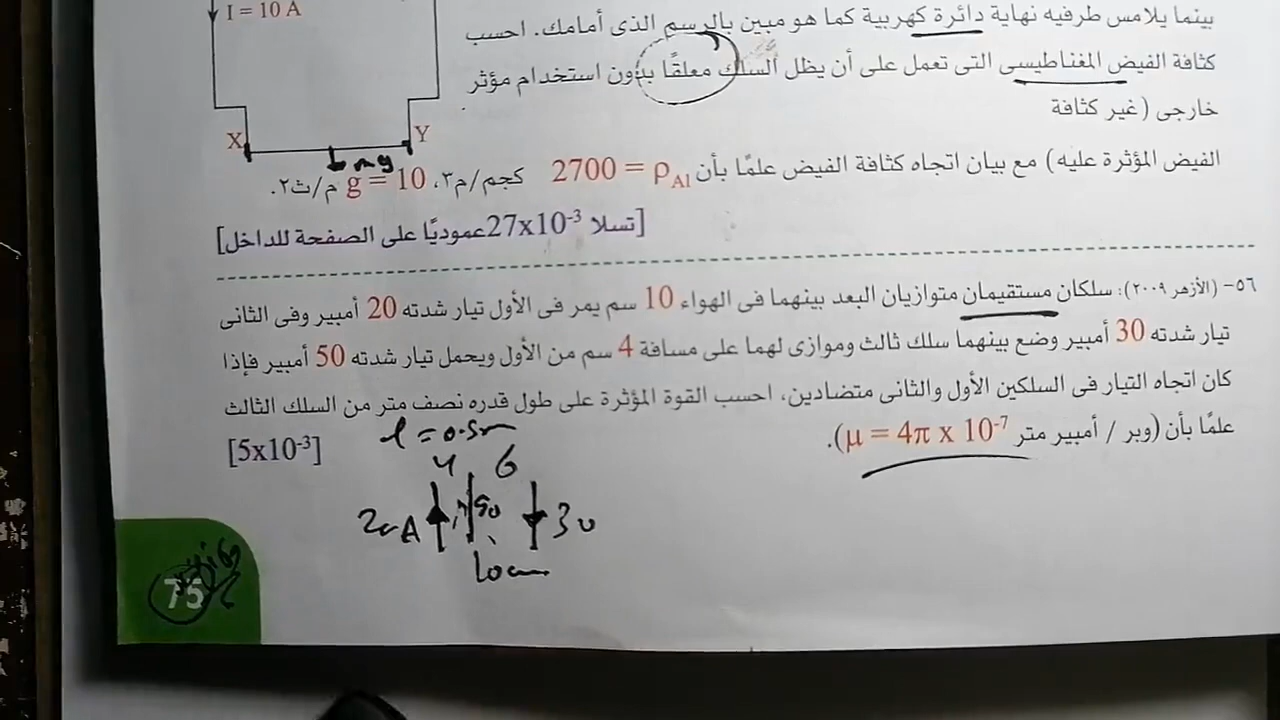 I = 10 A
بينما يلامس طرفيه نهاية دائرة كهربية كما هو مبين بالرسم الذى أمامك. احسب
كثافة الفيض المغناطيسى التى تعمل على أن يظل السلك معلقًا بدون استخدام مؤثر
خارجى (غير كثافة
X Y
mg
الفيض المؤثرة عليه) مع بيان اتجاه كثافة الفيض علمًا بأن ρAl = 2700 كجم/م٣، g = 10 م/ث٢.
[27x10-3 تسلا عموديًا على الصفحة للداخل]
٥٦- (الأزهر ٢٠٠٩): سلكان مستقيمان متوازيان البعد بينهما فى الهواء 10 سم يمر فى الأول تيار شدته 20 أمبير وفى الثانى
تيار شدته 30 أمبير وضع بينهما سلك ثالث وموازى لهما على مسافة 4 سم من الأول ويحمل تيار شدته 50 أمبير فإذا
كان اتجاه التيار فى السلكين الأول والثانى متضادين، احسب القوة المؤثرة على طول قدره نصف متر من السلك الثالث
علمًا بأن (μ = 4π x 10-7 وبر / أمبير متر).
[5x10-3]
l = 0.5m
4 6
20A 50 30
10cm
75